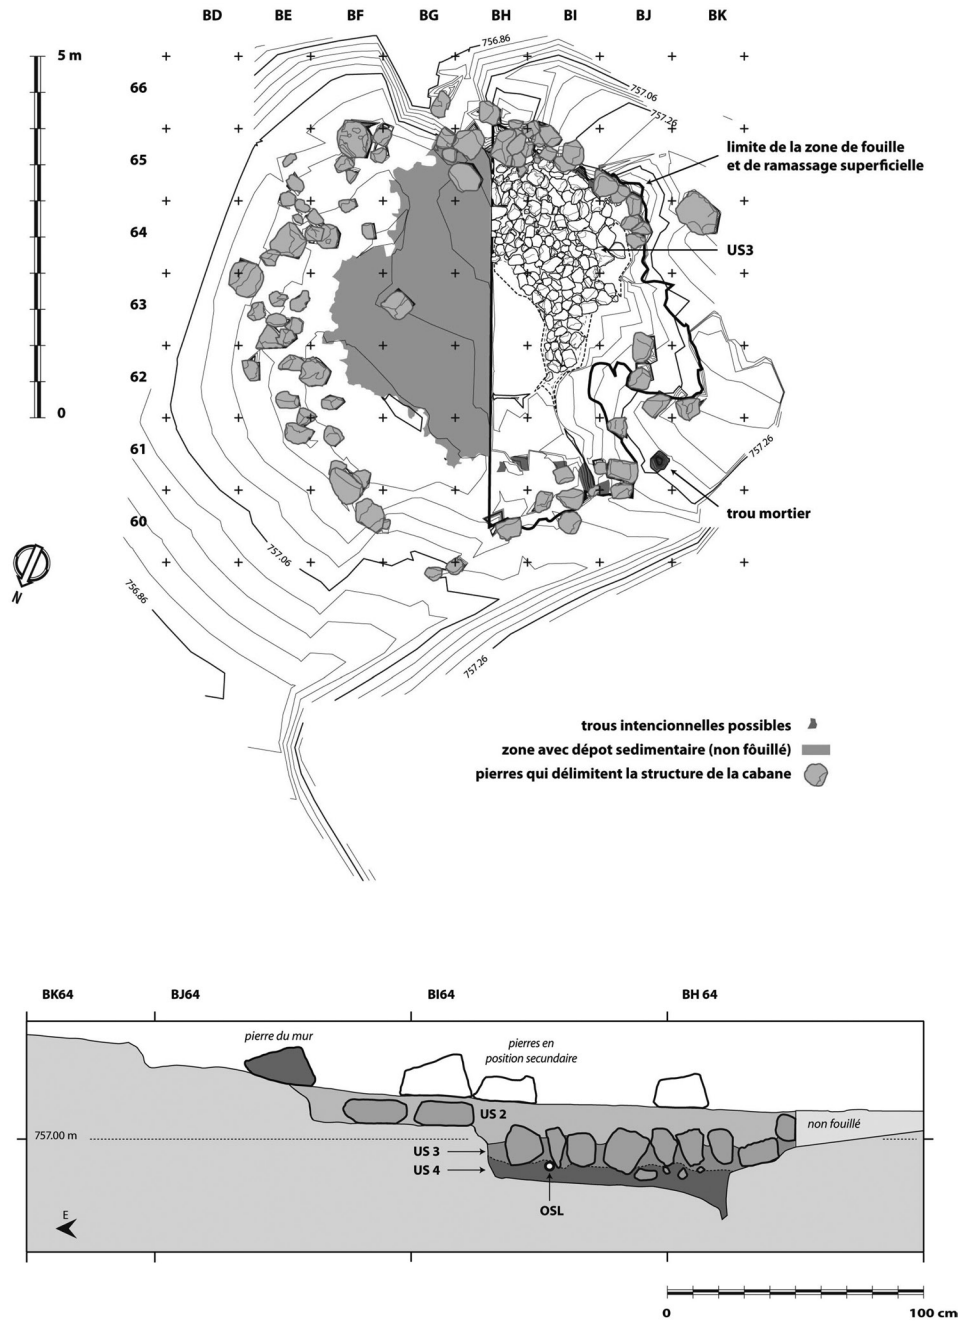 BD BE BF BG BH BI BJ BK
5 m
756.86
66
757.06
757.26
limite de la zone de fouille
et de ramassage superficielle
65
64
US3
63
62
0
61
757.26
trou mortier
60
757.06
N
756.86
757.26
trous intencionnelles possibles
zone avec dépot sedimentaire (non fôuillé)
pierres qui délimitent la structure de la cabane
BK64 BJ64 BI64 BH 64
pierre du mur
pierres en
position secundaire
US 2
non fouillé
757.00 m
US 3
US 4
OSL
E
0 100 cm